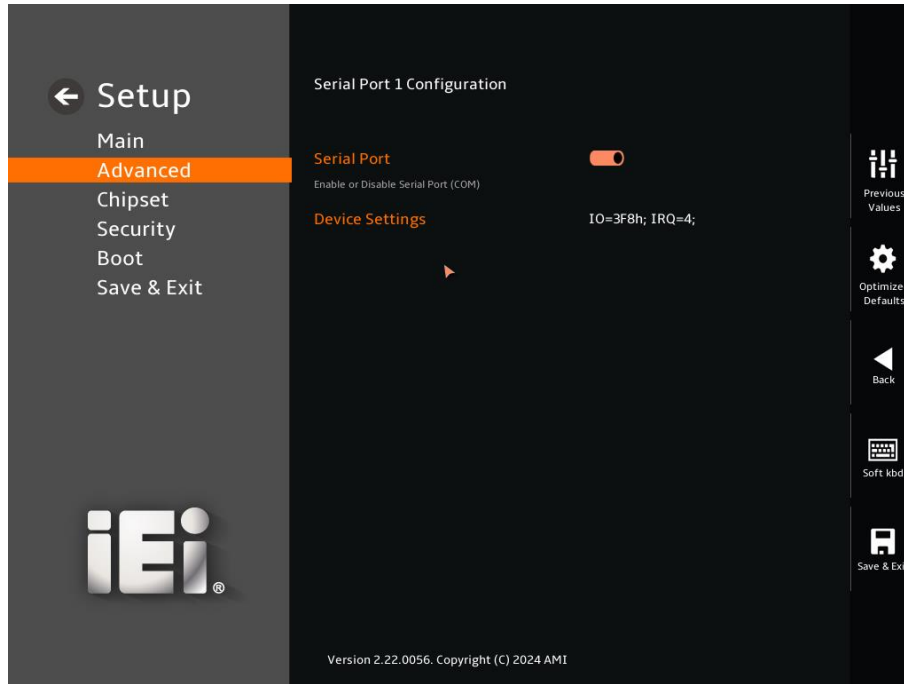 Setup
Main
Advanced
Chipset
Security
Boot
Save & Exit
iEi®
Serial Port 1 Configuration
Serial Port
Enable or Disable Serial Port (COM)
Device Settings IO=3F8h; IRQ=4;
Previous
Values
Optimize
Defaults
Back
Soft kbd
Save & Exi
Version 2.22.0056. Copyright (C) 2024 AMI